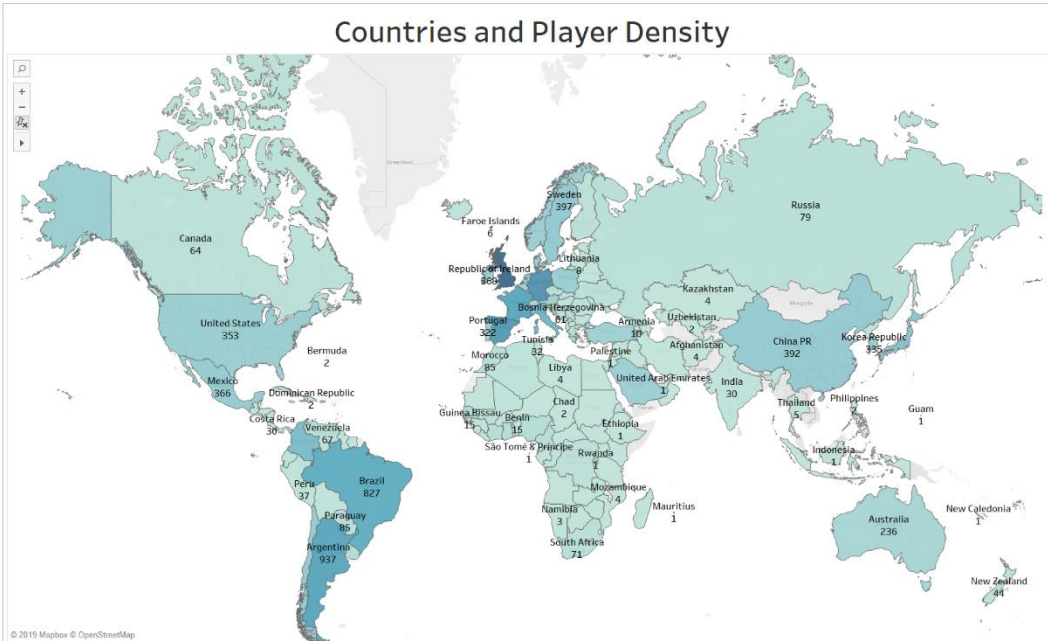 Countries and Player Density
Greenland
Sweden
397
Russia
79
Faroe Islands
6
Canada
64
Lithuania
8
Republic of Ireland
368
Kazakhstan
4
Mongolia
Bosnia Herzegovina
61
Uzbekistan
2
United States
353
Portugal
322
Armenia
10
Korea Republic
335
China PR
392
Tunisia
32
Afghanistan
4
Bermuda
2
Morocco
85
Palestine
1
Libya
4
Mexico
366
United Arab Emirates
1
India
30
Dominican Republic
2
Chad
2
Philippines
2
Guam
1
Thailand
5
Costa Rica
30
Guinea Bissau
15
Benin
15
Ethiopia
1
Venezuela
67
São Tomé & Príncipe
1
Rwanda
1
Indonesia
1
Peru
37
Brazil
827
Mozambique
4
Mauritius
1
New Caledonia
1
Paraguay
85
Namibia
3
Australia
236
Argentina
937
South Africa
71
New Zealand
44
© 2019 Mapbox © OpenStreetMap